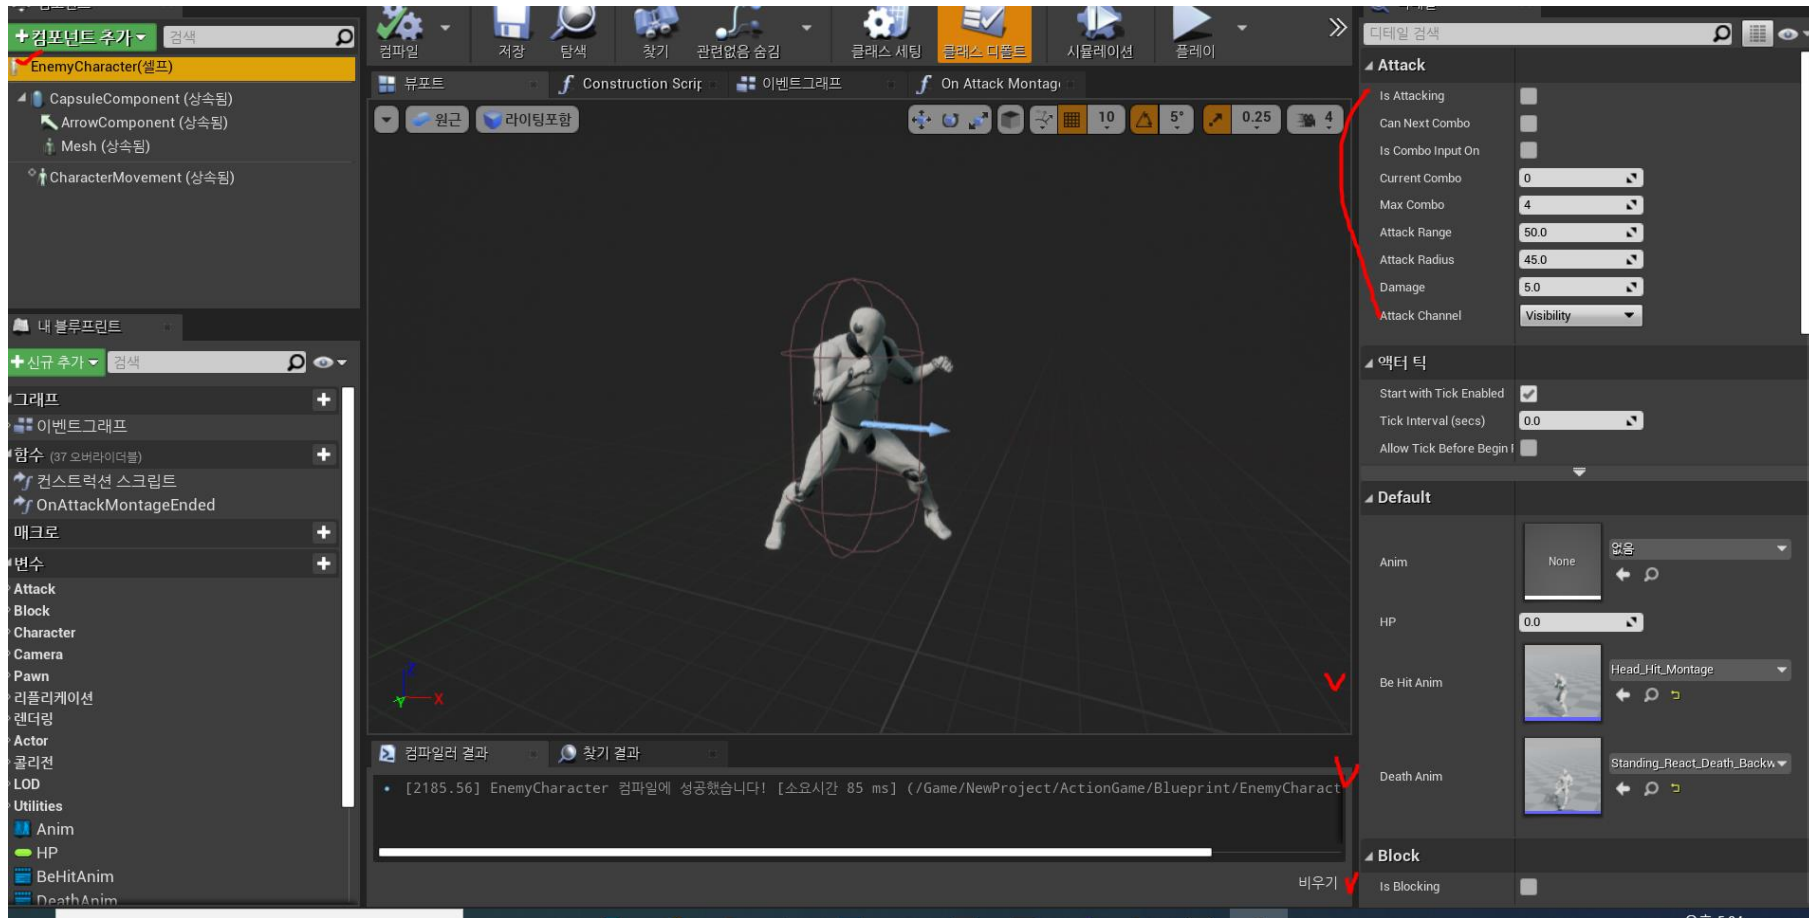 +컴포넌트 추가
검색
EnemyCharacter(셀프)
CapsuleComponent (상속됨)
ArrowComponent (상속됨)
Mesh (상속됨)
CharacterMovement (상속됨)
내 블루프린트
+신규 추가
검색
그래프
이벤트그래프
함수 (37 오버라이더블)
컨스트럭션 스크립트
OnAttackMontageEnded
매크로
변수
Attack
Block
Character
Camera
Pawn
리플리케이션
렌더링
Actor
콜리전
LOD
Utilities
Anim
HP
BeHitAnim
DeathAnim
컴파일
저장
탐색
찾기
관련없음 숨김
클래스 세팅
클래스 디폴트
시뮬레이션
플레이
뷰포트
Construction Scrip
이벤트그래프
On Attack Montag
원근
라이팅포함
10
5°
0.25
4
Z
X
Y
컴파일러 결과
찾기 결과
• [2185.56] EnemyCharacter 컴파일에 성공했습니다! [소요시간 85 ms] (/Game/NewProject/ActionGame/Blueprint/EnemyCharact
비우기
디테일 검색
Attack
Is Attacking
Can Next Combo
Is Combo Input On
Current Combo 0
Max Combo 4
Attack Range 50.0
Attack Radius 45.0
Damage 5.0
Attack Channel Visibility
액터 틱
Start with Tick Enabled
Tick Interval (secs) 0.0
Allow Tick Before Begin
Default
Anim None 없음
HP 0.0
Be Hit Anim Head_Hit_Montage
Death Anim Standing_React_Death_Backw
Block
Is Blocking